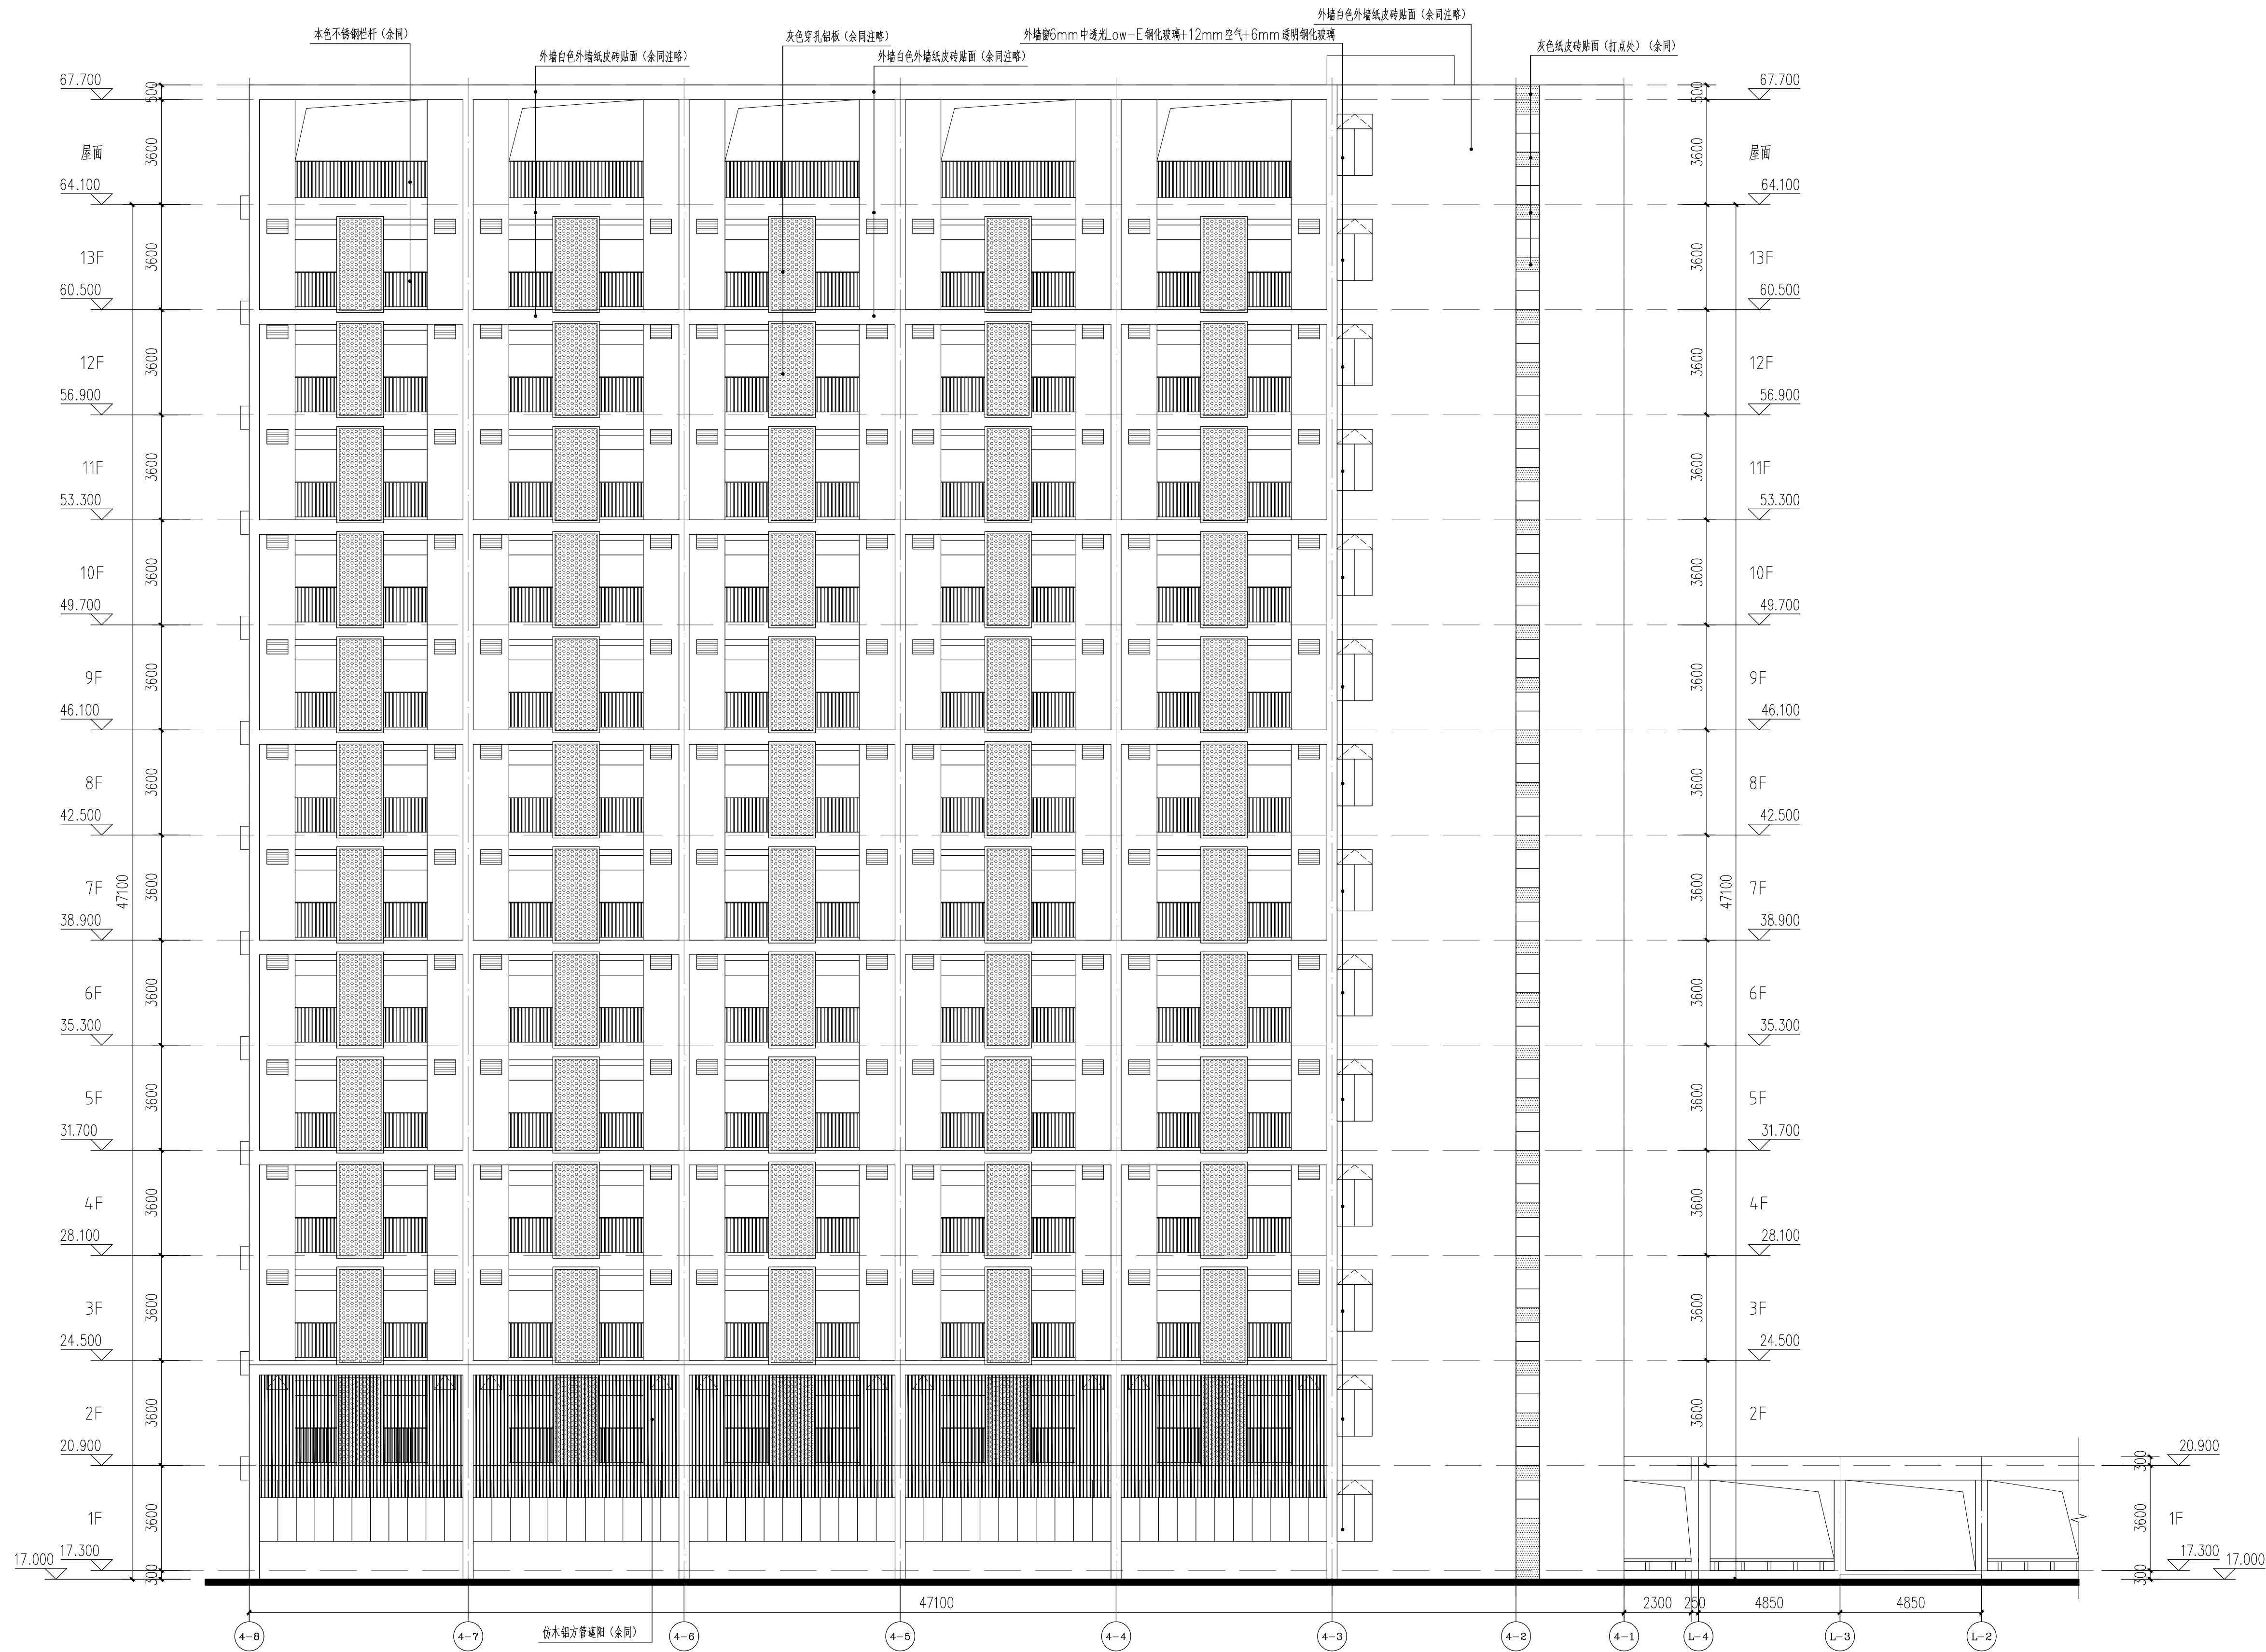 外墙白色外墙纸皮砖贴面（余同注略）
本色不锈钢栏杆（余同）
灰色穿孔铝板（余同注略）
外墙窗6mm中透光Low-E钢化玻璃+12mm空气+6mm透明钢化玻璃
灰色纸皮砖贴面（打点处）（余同）
外墙白色外墙纸皮砖贴面（余同注略）
外墙白色外墙纸皮砖贴面（余同注略）
67.700 500 500 67.700
屋面 3600 3600 屋面
64.100 64.100
13F 3600 3600 13F
60.500 60.500
12F 3600 3600 12F
56.900 56.900
11F 3600 3600 11F
53.300 53.300
10F 3600 3600 10F
49.700 49.700
9F 3600 3600 9F
46.100 46.100
8F 3600 3600 8F
42.500 42.500
7F 47100 3600 3600 47100 7F
38.900 38.900
6F 3600 3600 6F
35.300 35.300
5F 3600 3600 5F
31.700 31.700
4F 3600 3600 4F
28.100 28.100
3F 3600 3600 3F
24.500 24.500
2F 3600 3600 2F
20.900 300 20.900
1F 3600 3600 1F
17.300 17.300
17.000 300 300 17.000
47100 2300 250 4850 4850
仿木铝方管遮阳（余同）
4-8 4-7 4-6 4-5 4-4 4-3 4-2 4-1 L-4 L-3 L-2